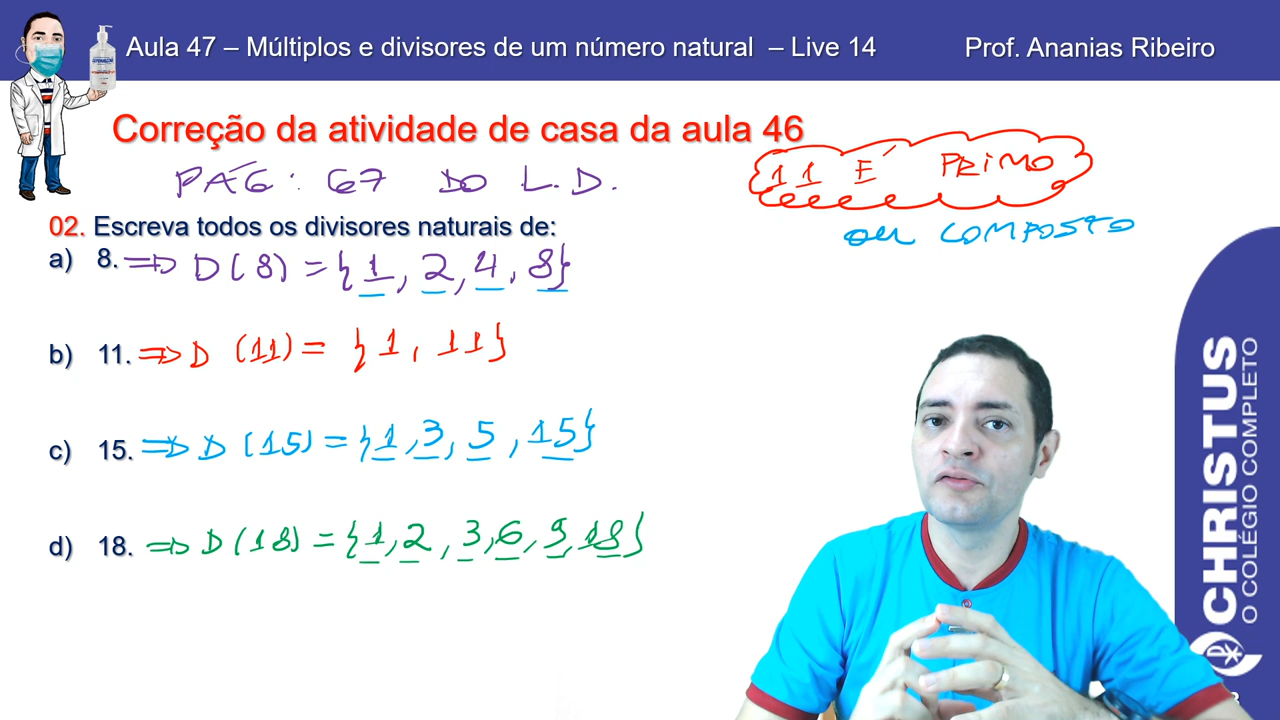 Aula 47 – Múltiplos e divisores de um número natural – Live 14
Prof. Ananias Ribeiro
Correção da atividade de casa da aula 46
PÁG: 67 DO L.D.
11 É PRIMO
ou COMPOSTO
02. Escreva todos os divisores naturais de:
a) 8. ⇒ D(8) = {1, 2, 4, 8}
b) 11. ⇒ D (11) = {1, 11}
c) 15. ⇒ D (15) = {1, 3, 5, 15}
d) 18. ⇒ D(18) = {1, 2, 3, 6, 9, 18}
CHRISTUS
O COLÉGIO COMPLETO